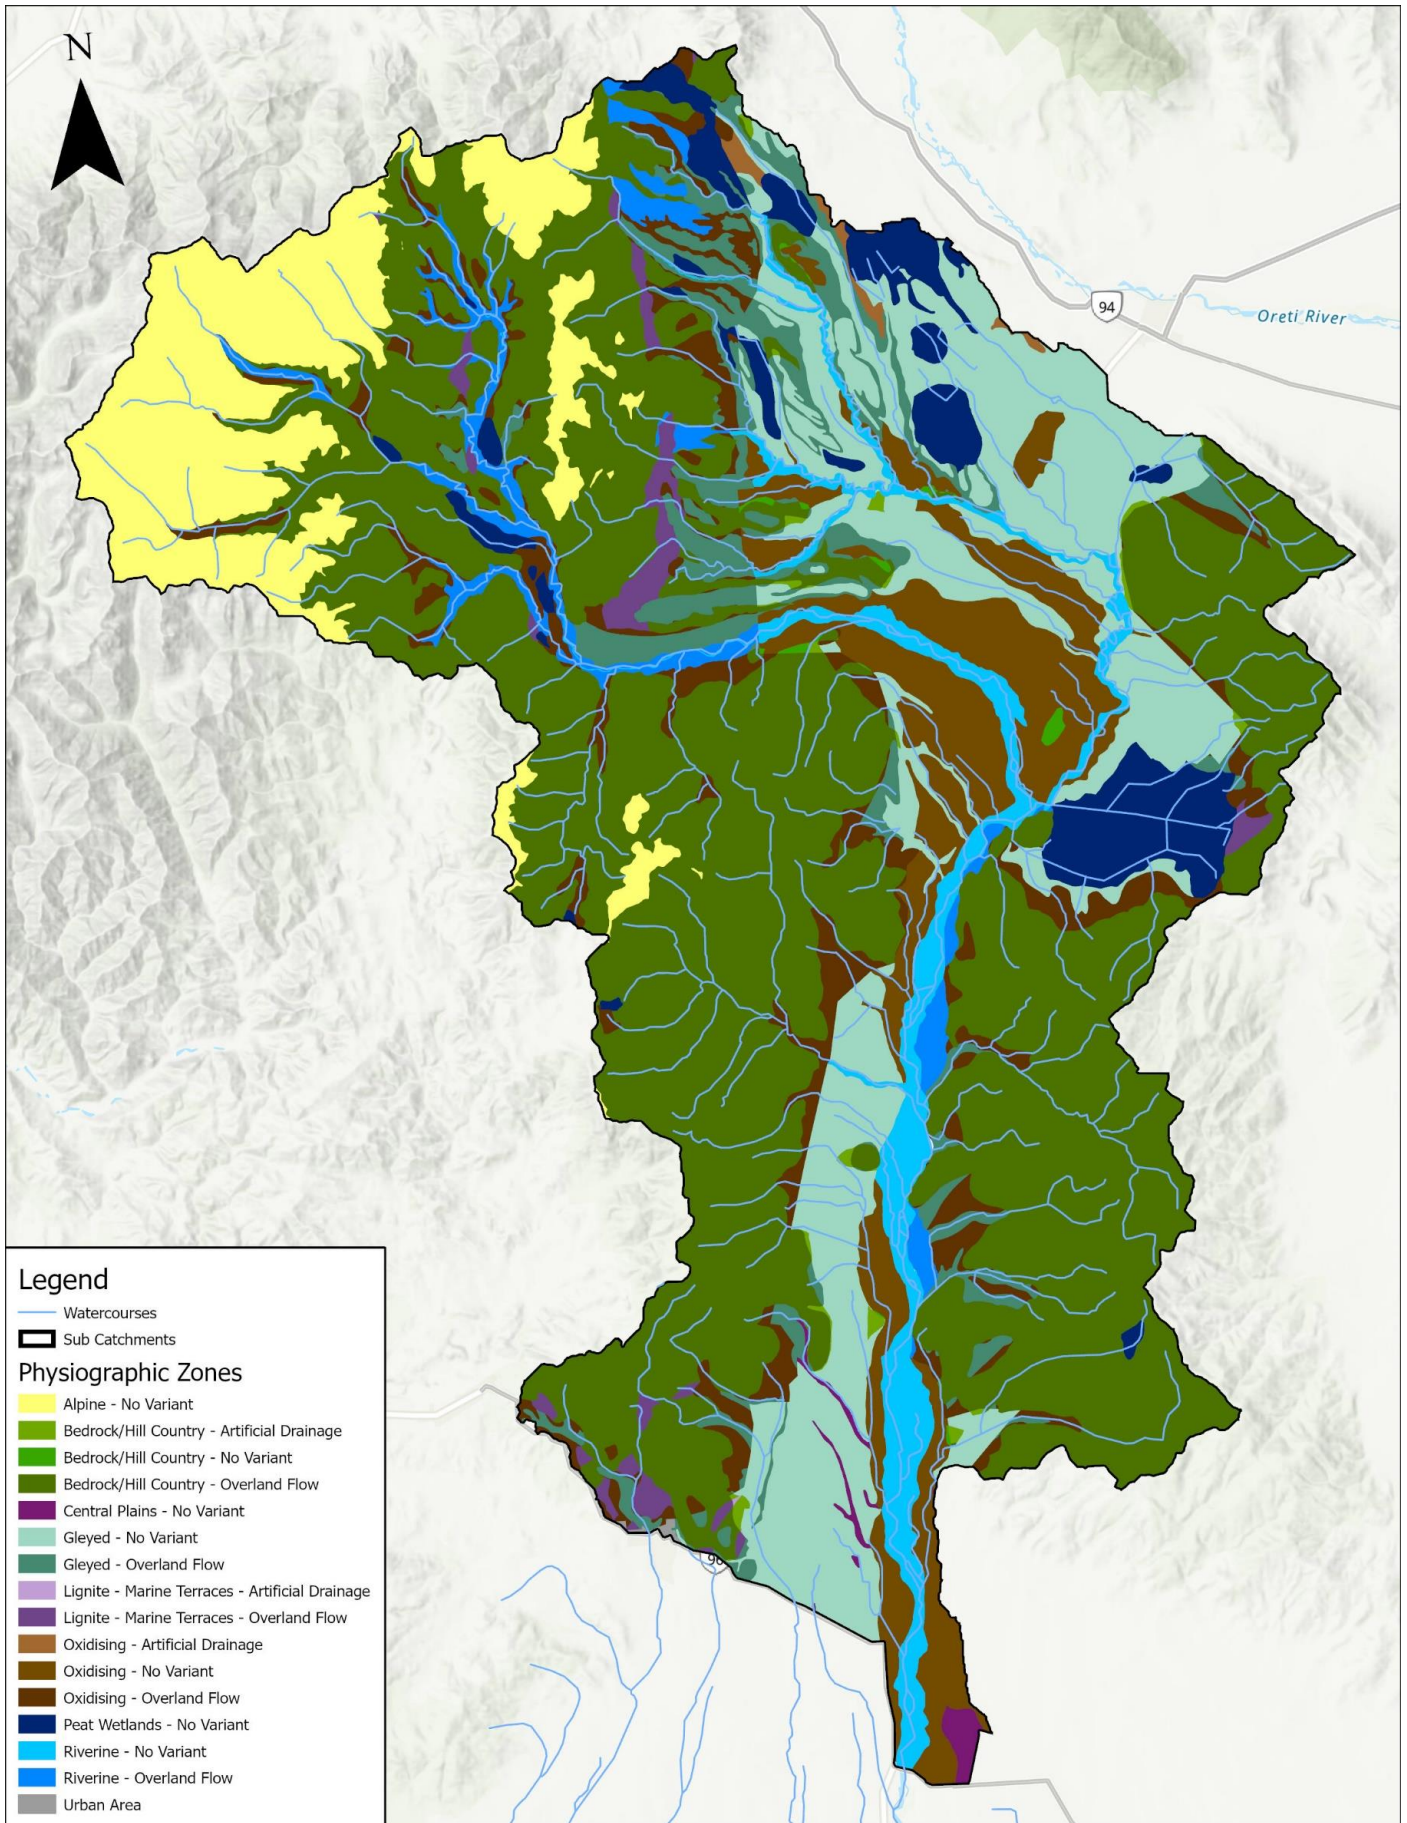 N
94
Oreti River
96
Legend
Watercourses
Sub Catchments
Physiographic Zones
Alpine - No Variant
Bedrock/Hill Country - Artificial Drainage
Bedrock/Hill Country - No Variant
Bedrock/Hill Country - Overland Flow
Central Plains - No Variant
Gleyed - No Variant
Gleyed - Overland Flow
Lignite - Marine Terraces - Artificial Drainage
Lignite - Marine Terraces - Overland Flow
Oxidising - Artificial Drainage
Oxidising - No Variant
Oxidising - Overland Flow
Peat Wetlands - No Variant
Riverine - No Variant
Riverine - Overland Flow
Urban Area